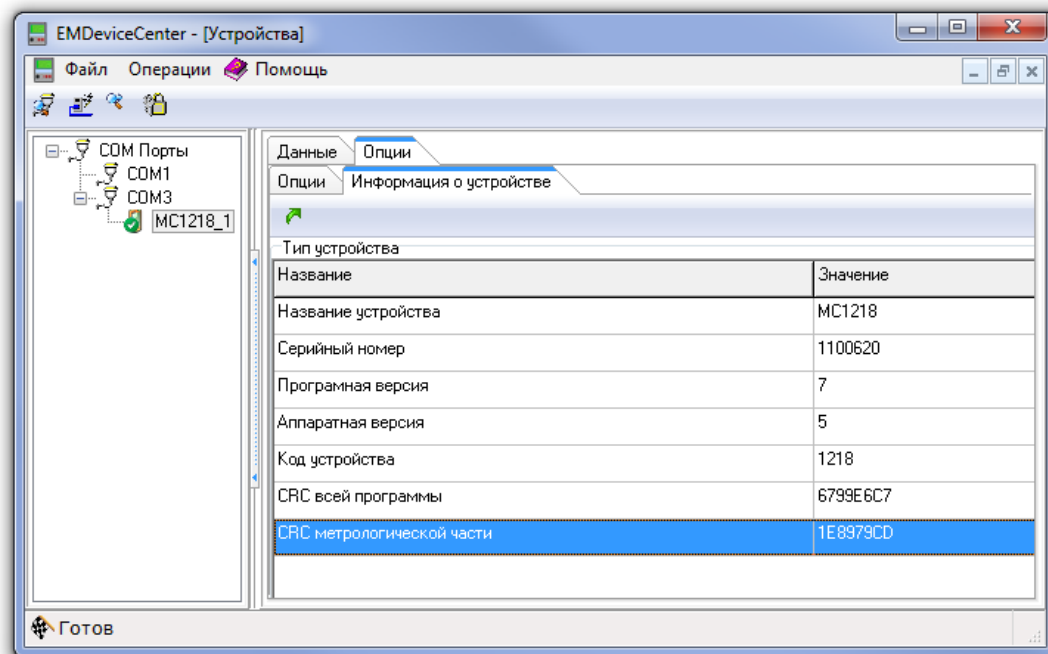 EMDeviceCenter - [Устройства]
Файл Операции Помощь
COM Порты
COM1
COM3
MC1218_1
Данные Опции
Опции Информация о устройстве
Тип устройства
Название Значение
Название устройства MC1218
Серийный номер 1100620
Програмная версия 7
Аппаратная версия 5
Код устройства 1218
CRC всей программы 6799E6C7
CRC метрологической части 1E8979CD
Готов